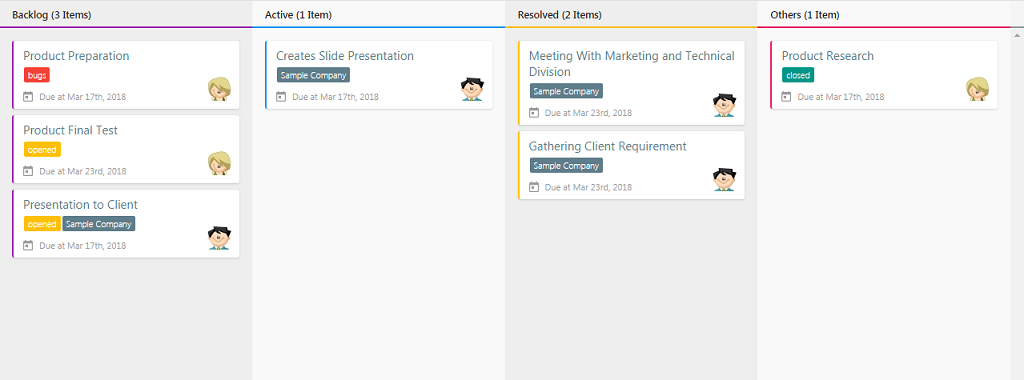 Backlog (3 Items)
Product Preparation
bugs
Due at Mar 17th, 2018
Product Final Test
opened
Due at Mar 23rd, 2018
Presentation to Client
opened Sample Company
Due at Mar 17th, 2018
Active (1 Item)
Creates Slide Presentation
Sample Company
Due at Mar 17th, 2018
Resolved (2 Items)
Meeting With Marketing and Technical
Division
Sample Company
Due at Mar 23rd, 2018
Gathering Client Requirement
Sample Company
Due at Mar 23rd, 2018
Others (1 Item)
Product Research
closed
Due at Mar 17th, 2018